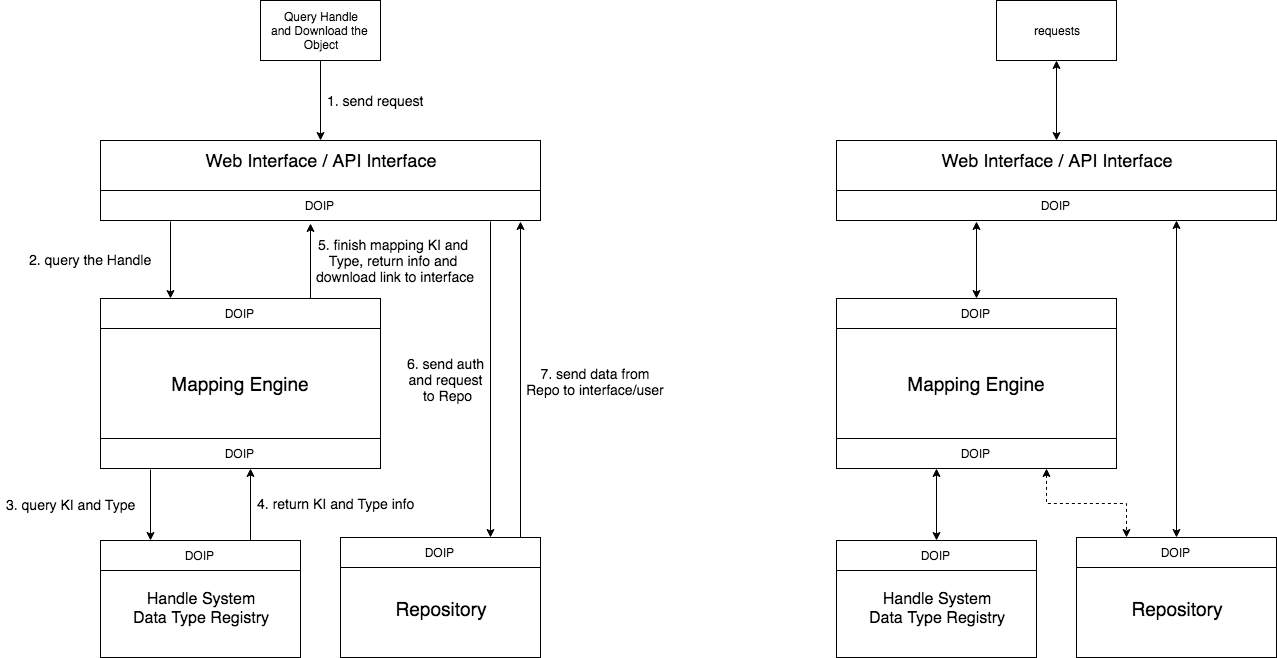 Query Handle
and Download the
Object
1. send request
Web Interface / API Interface
DOIP
2. query the Handle
5. finish mapping KI and
Type, return info and
download link to interface
DOIP
Mapping Engine
DOIP
6. send auth
and request
to Repo
7. send data from
Repo to interface/user
3. query KI and Type
4. return KI and Type info
DOIP
Handle System
Data Type Registry
DOIP
Repository
requests
Web Interface / API Interface
DOIP
DOIP
Mapping Engine
DOIP
DOIP
Handle System
Data Type Registry
DOIP
Repository